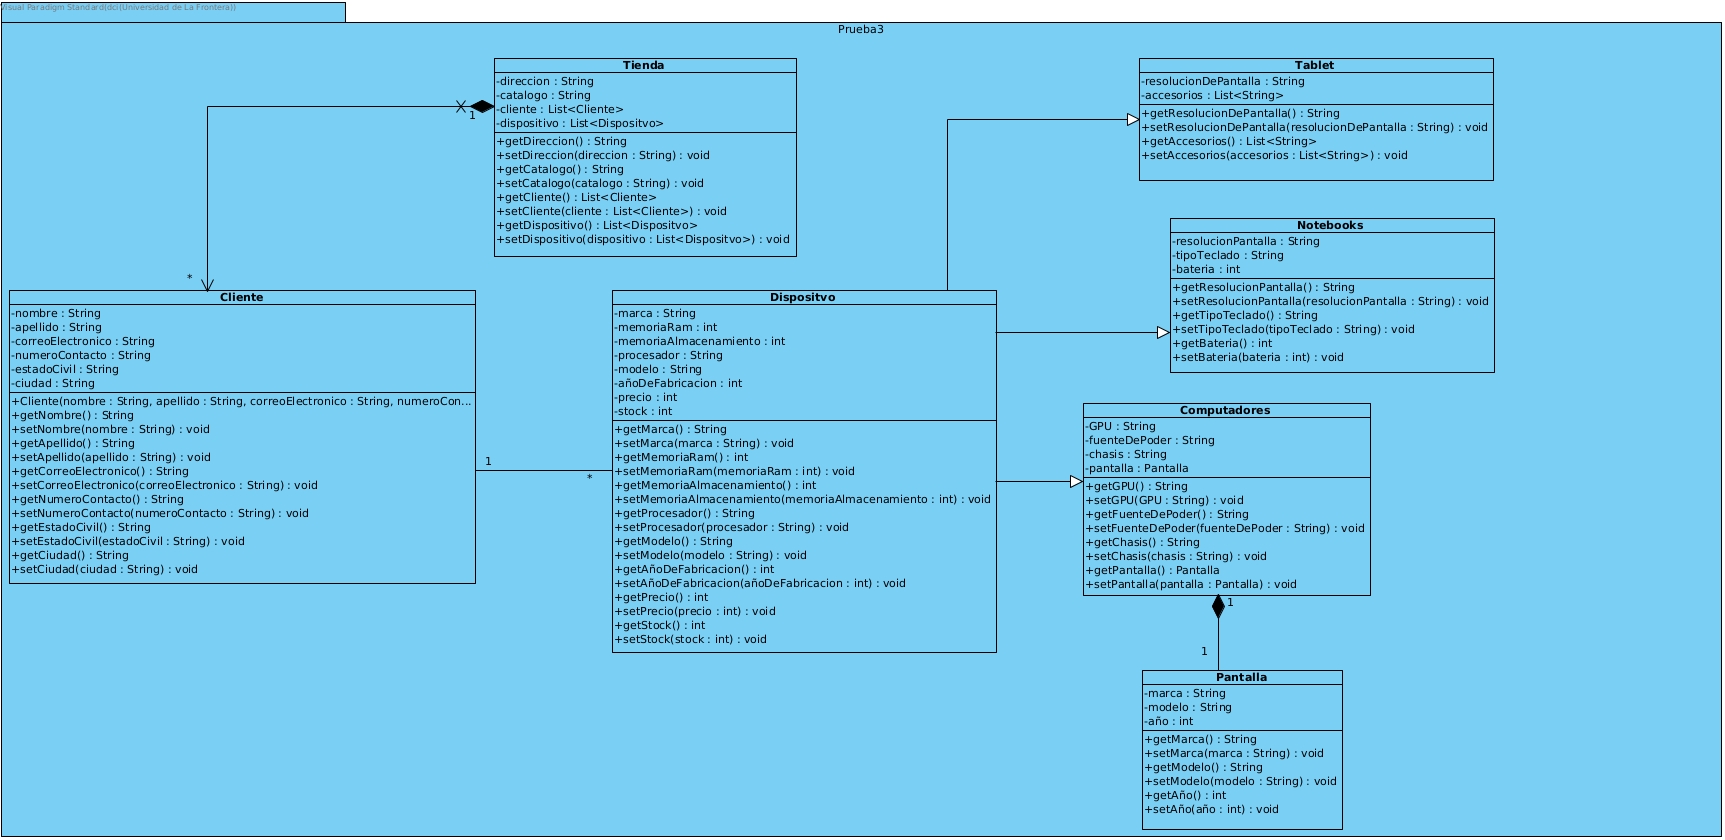 Visual Paradigm Standard(dci(Universidad de La Frontera))
Prueba3
Tienda
-direccion : String
-catalogo : String
-cliente : List<Cliente>
-dispositivo : List<Dispositvo>
+getDireccion() : String
+setDireccion(direccion : String) : void
+getCatalogo() : String
+setCatalogo(catalogo : String) : void
+getCliente() : List<Cliente>
+setCliente(cliente : List<Cliente>) : void
+getDispositivo() : List<Dispositvo>
+setDispositivo(dispositivo : List<Dispositvo>) : void
1
*
Tablet
-resolucionDePantalla : String
-accesorios : List<String>
+getResolucionDePantalla() : String
+setResolucionDePantalla(resolucionDePantalla : String) : void
+getAccesorios() : List<String>
+setAccesorios(accesorios : List<String>) : void
Notebooks
-resolucionPantalla : String
-tipoTeclado : String
-bateria : int
+getResolucionPantalla() : String
+setResolucionPantalla(resolucionPantalla : String) : void
+getTipoTeclado() : String
+setTipoTeclado(tipoTeclado : String) : void
+getBateria() : int
+setBateria(bateria : int) : void
Cliente
-nombre : String
-apellido : String
-correoElectronico : String
-numeroContacto : String
-estadoCivil : String
-ciudad : String
+Cliente(nombre : String, apellido : String, correoElectronico : String, numeroCon...
+getNombre() : String
+setNombre(nombre : String) : void
+getApellido() : String
+setApellido(apellido : String) : void
+getCorreoElectronico() : String
+setCorreoElectronico(correoElectronico : String) : void
+getNumeroContacto() : String
+setNumeroContacto(numeroContacto : String) : void
+getEstadoCivil() : String
+setEstadoCivil(estadoCivil : String) : void
+getCiudad() : String
+setCiudad(ciudad : String) : void
1
*
Dispositvo
-marca : String
-memoriaRam : int
-memoriaAlmacenamiento : int
-procesador : String
-modelo : String
-añoDeFabricacion : int
-precio : int
-stock : int
+getMarca() : String
+setMarca(marca : String) : void
+getMemoriaRam() : int
+setMemoriaRam(memoriaRam : int) : void
+getMemoriaAlmacenamiento() : int
+setMemoriaAlmacenamiento(memoriaAlmacenamiento : int) : void
+getProcesador() : String
+setProcesador(procesador : String) : void
+getModelo() : String
+setModelo(modelo : String) : void
+getAñoDeFabricacion() : int
+setAñoDeFabricacion(añoDeFabricacion : int) : void
+getPrecio() : int
+setPrecio(precio : int) : void
+getStock() : int
+setStock(stock : int) : void
Computadores
-GPU : String
-fuenteDePoder : String
-chasis : String
-pantalla : Pantalla
+getGPU() : String
+setGPU(GPU : String) : void
+getFuenteDePoder() : String
+setFuenteDePoder(fuenteDePoder : String) : void
+getChasis() : String
+setChasis(chasis : String) : void
+getPantalla() : Pantalla
+setPantalla(pantalla : Pantalla) : void
1
1
Pantalla
-marca : String
-modelo : String
-año : int
+getMarca() : String
+setMarca(marca : String) : void
+getModelo() : String
+setModelo(modelo : String) : void
+getAño() : int
+setAño(año : int) : void